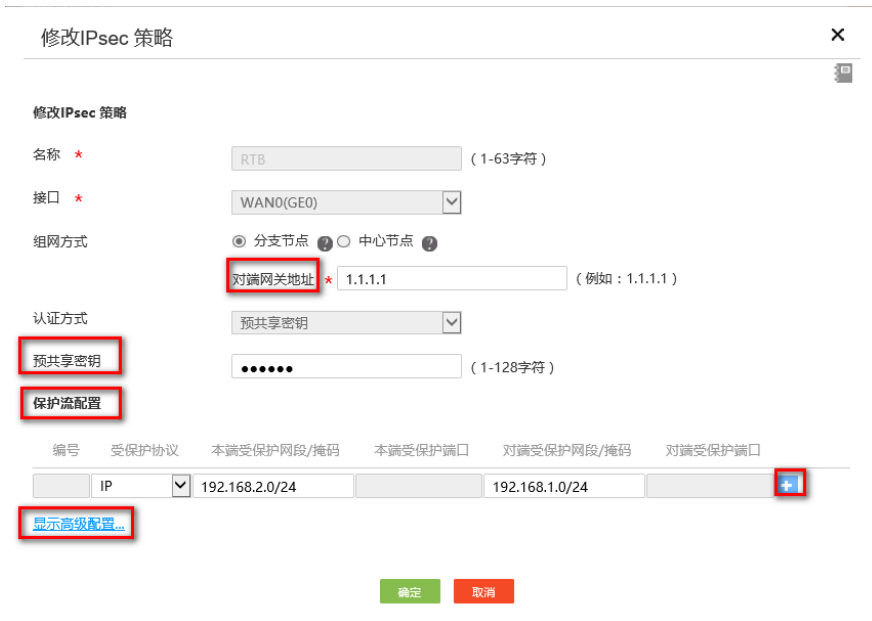 修改IPsec 策略
修改IPsec 策略
名称 * RTB (1-63字符)
接口 * WAN0(GE0)
组网方式 分支节点 ? 中心节点 ?
对端网关地址 * 1.1.1.1 (例如:1.1.1.1)
认证方式 预共享密钥
预共享密钥 •••••• (1-128字符)
保护流配置
编号 受保护协议 本端受保护网段/掩码 本端受保护端口 对端受保护网段/掩码 对端受保护端口
IP 192.168.2.0/24 192.168.1.0/24 +
显示高级配置...
确定 取消